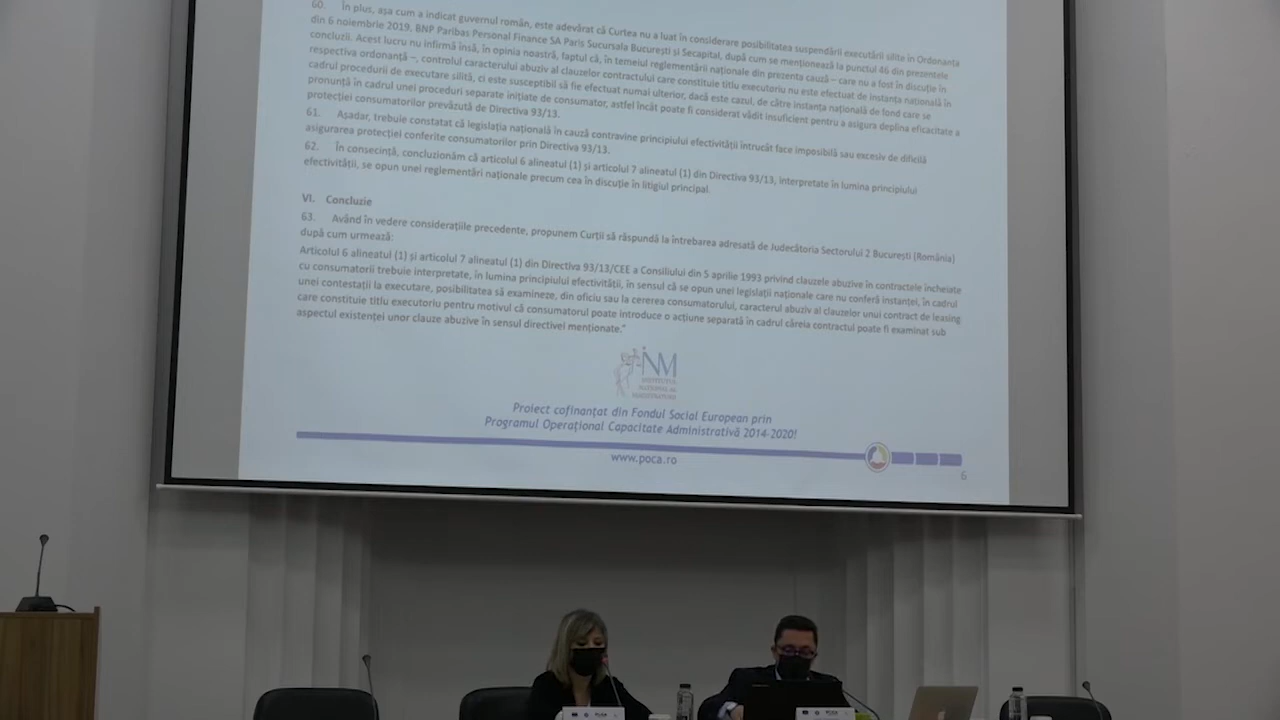 60. În plus, așa cum a indicat guvernul român, este adevărat că Curtea nu a luat în considerare posibilitatea suspendării executării silite în Ordonanța
din 6 noiembrie 2019, BNP Paribas Personal Finance SA Paris Sucursala București și Secapital, după cum se menționează la punctul 46 din prezentele
concluzii. Acest lucru nu infirmă însă, în opinia noastră, faptul că, în temeiul reglementării naționale din prezenta cauză – care nu a fost în discuție în
respectiva ordonanță –, controlul caracterului abuziv al clauzelor contractului care constituie titlu executoriu nu este efectuat de instanța națională în
cadrul procedurii de executare silită, ci este susceptibil să fie efectuat numai ulterior, dacă este cazul, de către instanța națională de fond care se
pronunță în cadrul unei proceduri separate inițiate de consumator, astfel încât poate fi considerat vădit insuficient pentru a asigura deplina eficacitate a
protecției consumatorilor prevăzută de Directiva 93/13.
61. Așadar, trebuie constatat că legislația națională în cauză contravine principiului efectivității întrucât face imposibilă sau excesiv de dificilă
asigurarea protecției conferite consumatorilor prin Directiva 93/13.
62. În consecință, concluzionăm că articolul 6 alineatul (1) și articolul 7 alineatul (1) din Directiva 93/13, interpretate în lumina principiului
efectivității, se opun unei reglementări naționale precum cea în discuție în litigiul principal.
VI. Concluzie
63. Având în vedere considerațiile precedente, propunem Curții să răspundă la întrebarea adresată de Judecătoria Sectorului 2 București (România)
după cum urmează:
Articolul 6 alineatul (1) și articolul 7 alineatul (1) din Directiva 93/13/CEE a Consiliului din 5 aprilie 1993 privind clauzele abuzive în contractele încheiate
cu consumatorii trebuie interpretate, în lumina principiului efectivității, în sensul că se opun unei legislații naționale care nu conferă instanței, în cadrul
unei contestații la executare, posibilitatea să examineze, din oficiu sau la cererea consumatorului, caracterul abuziv al clauzelor unui contract de leasing
care constituie titlu executoriu pentru motivul că consumatorul poate introduce o acțiune separată în cadrul căreia contractul poate fi examinat sub
aspectul existenței unor clauze abuzive în sensul directivei menționate."
INM
INSTITUTUL
NAȚIONAL AL
MAGISTRATURII
Proiect cofinanțat din Fondul Social European prin
Programul Operațional Capacitate Administrativă 2014-2020!
www.poca.ro
6